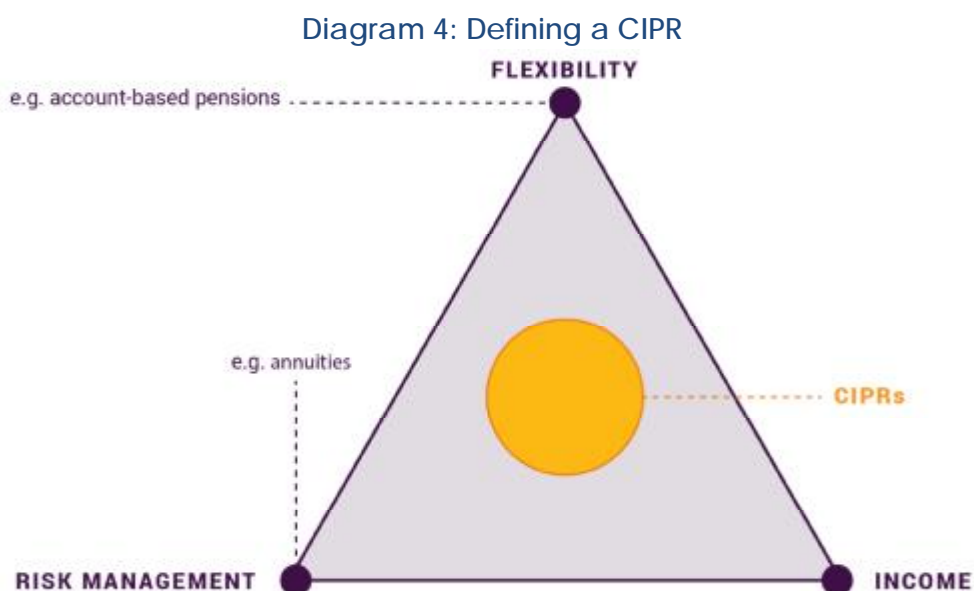 Diagram 4: Defining a CIPR
FLEXIBILITY
e.g. account-based pensions
e.g. annuities
CIPRs
RISK MANAGEMENT
INCOME